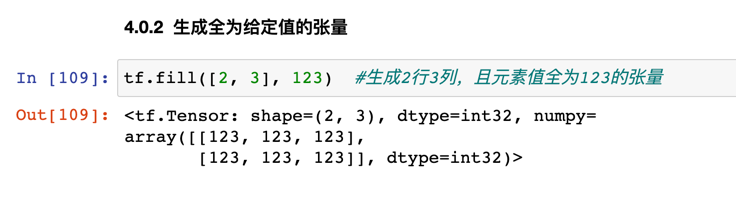 4.0.2 生成全为给定值的张量
In [109]: tf.fill([2, 3], 123) #生成2行3列，且元素值全为123的张量
Out[109]: <tf.Tensor: shape=(2, 3), dtype=int32, numpy=
array([[123, 123, 123],
[123, 123, 123]], dtype=int32)>